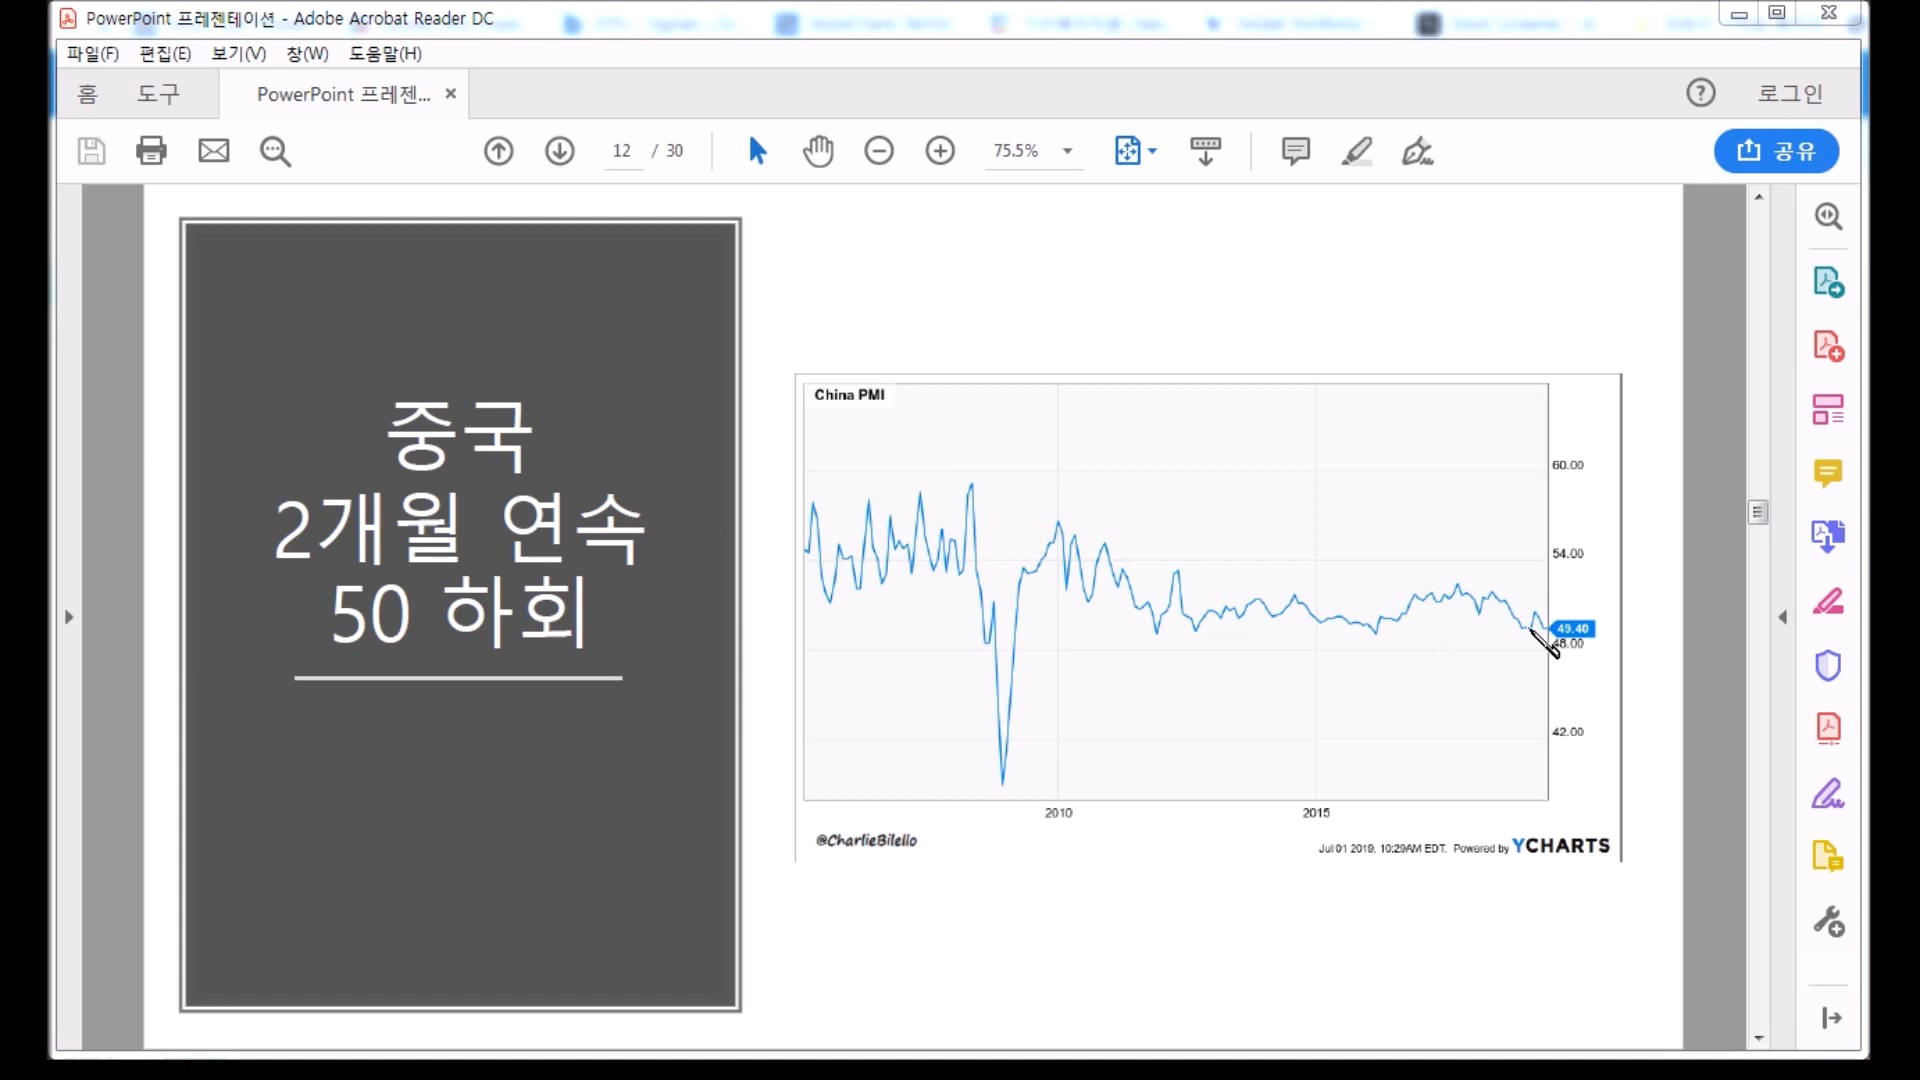 PowerPoint 프레젠테이션 - Adobe Acrobat Reader DC
파일(F) 편집(E) 보기(V) 창(W) 도움말(H)
홈 도구 PowerPoint 프레젠... × 로그인
12 / 30 75.5% 공유
중국
2개월 연속
50 하회
China PMI
60.00
54.00
49.40
48.00
42.00
2010 2015
@CharlieBilello
Jul 01 2019, 10:29AM EDT. Powered by YCHARTS